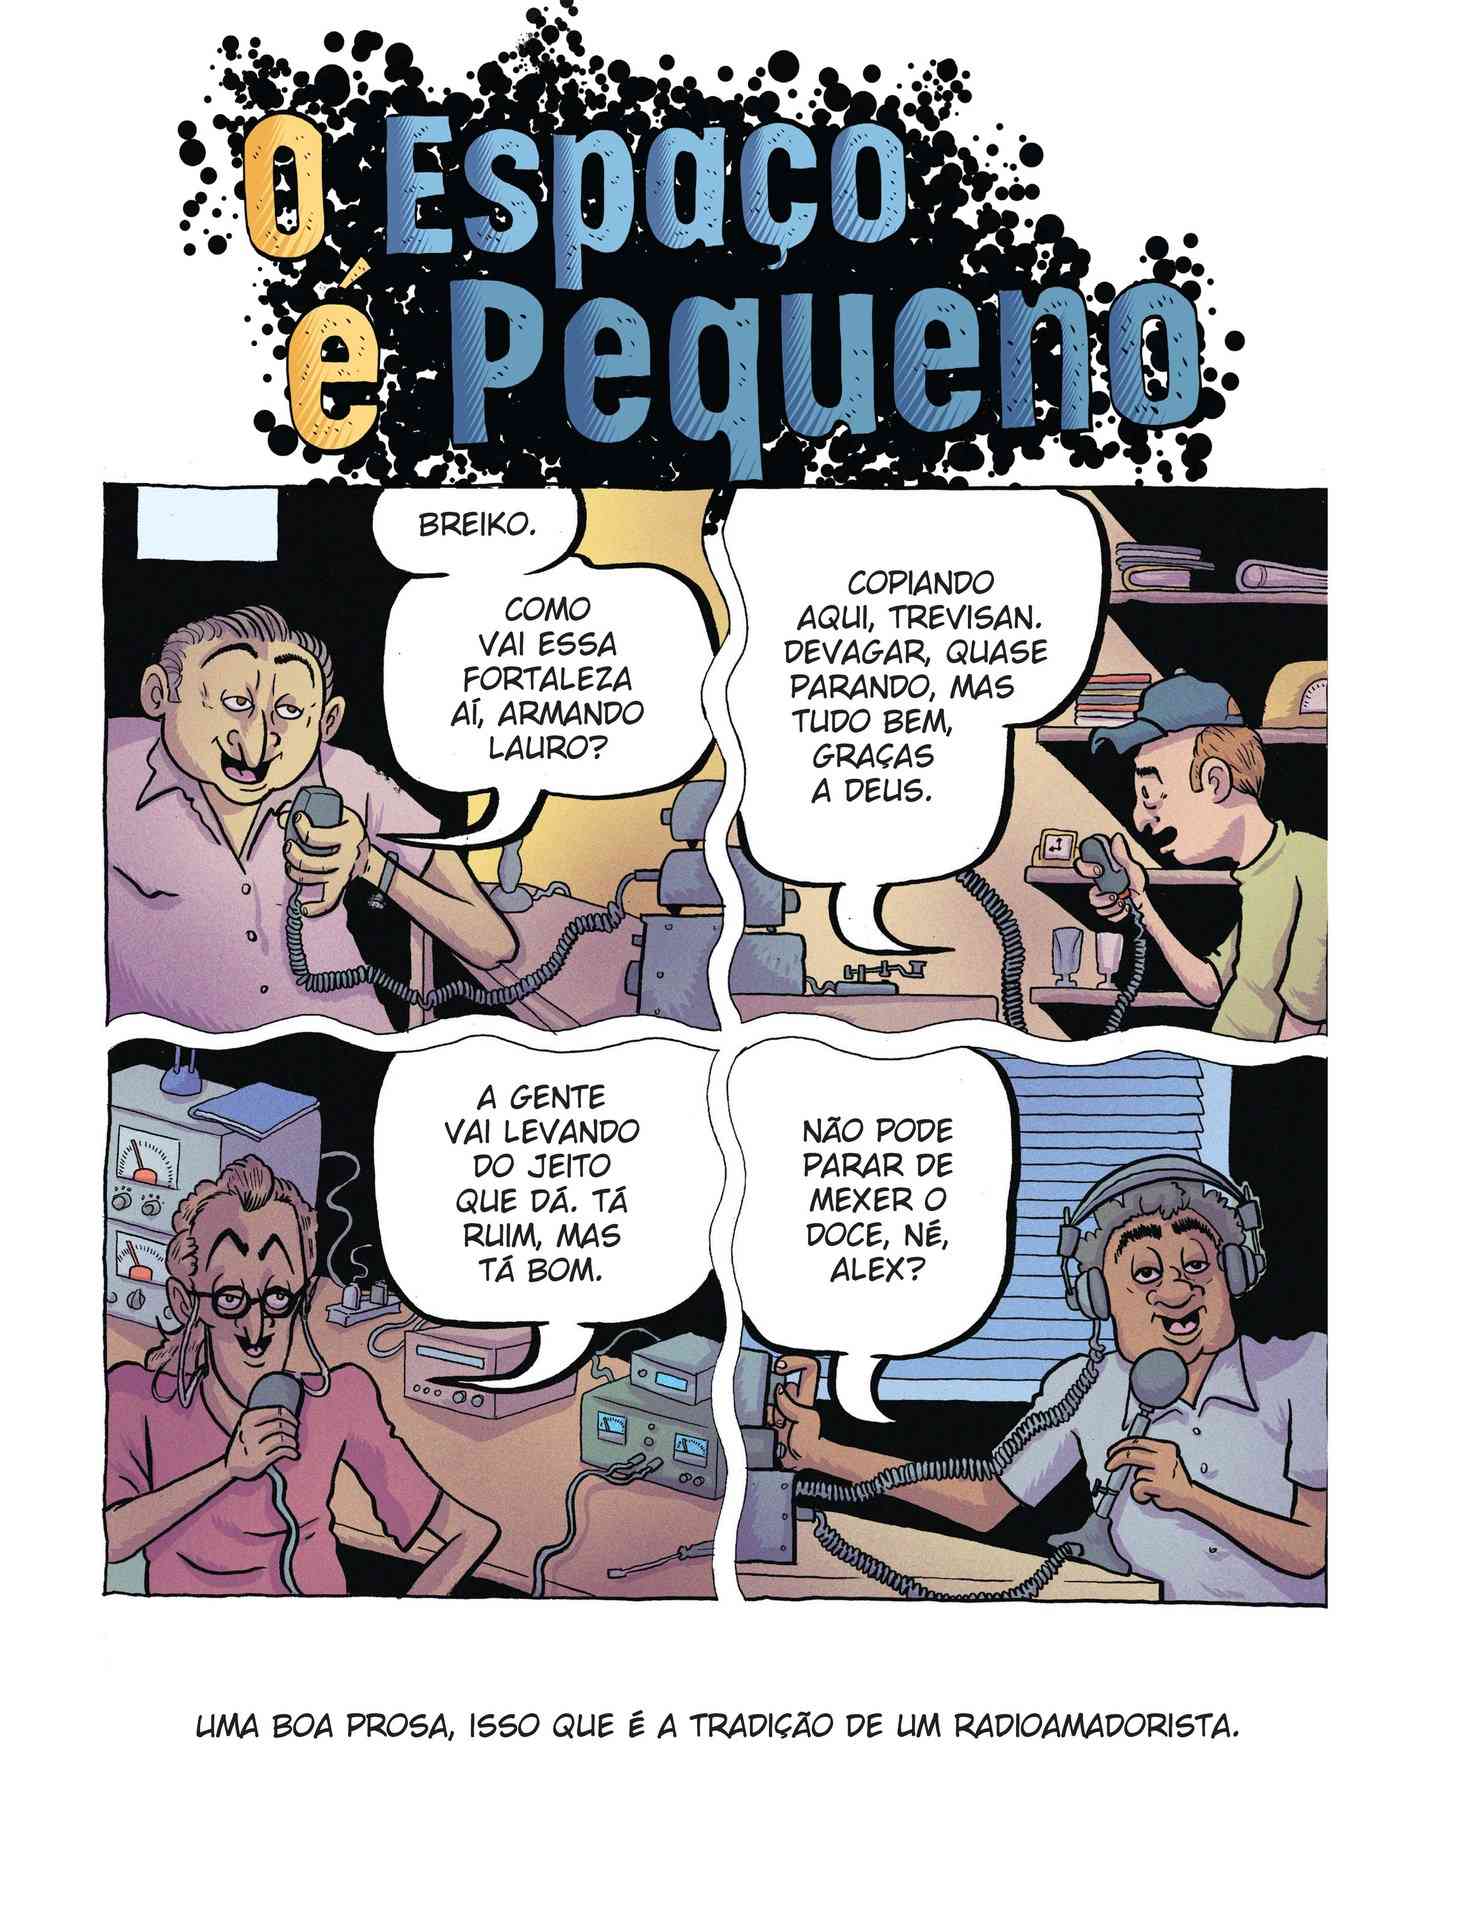 O Espaço
é Pequeno
BREIKO.
COMO
VAI ESSA
FORTALEZA
AÍ, ARMANDO
LAURO?
COPIANDO
AQUI, TREVISAN.
DEVAGAR, QUASE
PARANDO, MAS
TUDO BEM,
GRAÇAS
A DEUS.
A GENTE
VAI LEVANDO
DO JEITO
QUE DÁ. TÁ
RUIM, MAS
TÁ BOM.
NÃO PODE
PARAR DE
MEXER O
DOCE, NÉ,
ALEX?
UMA BOA PROSA, ISSO QUE É A TRADIÇÃO DE UM RADIOAMADORISTA.